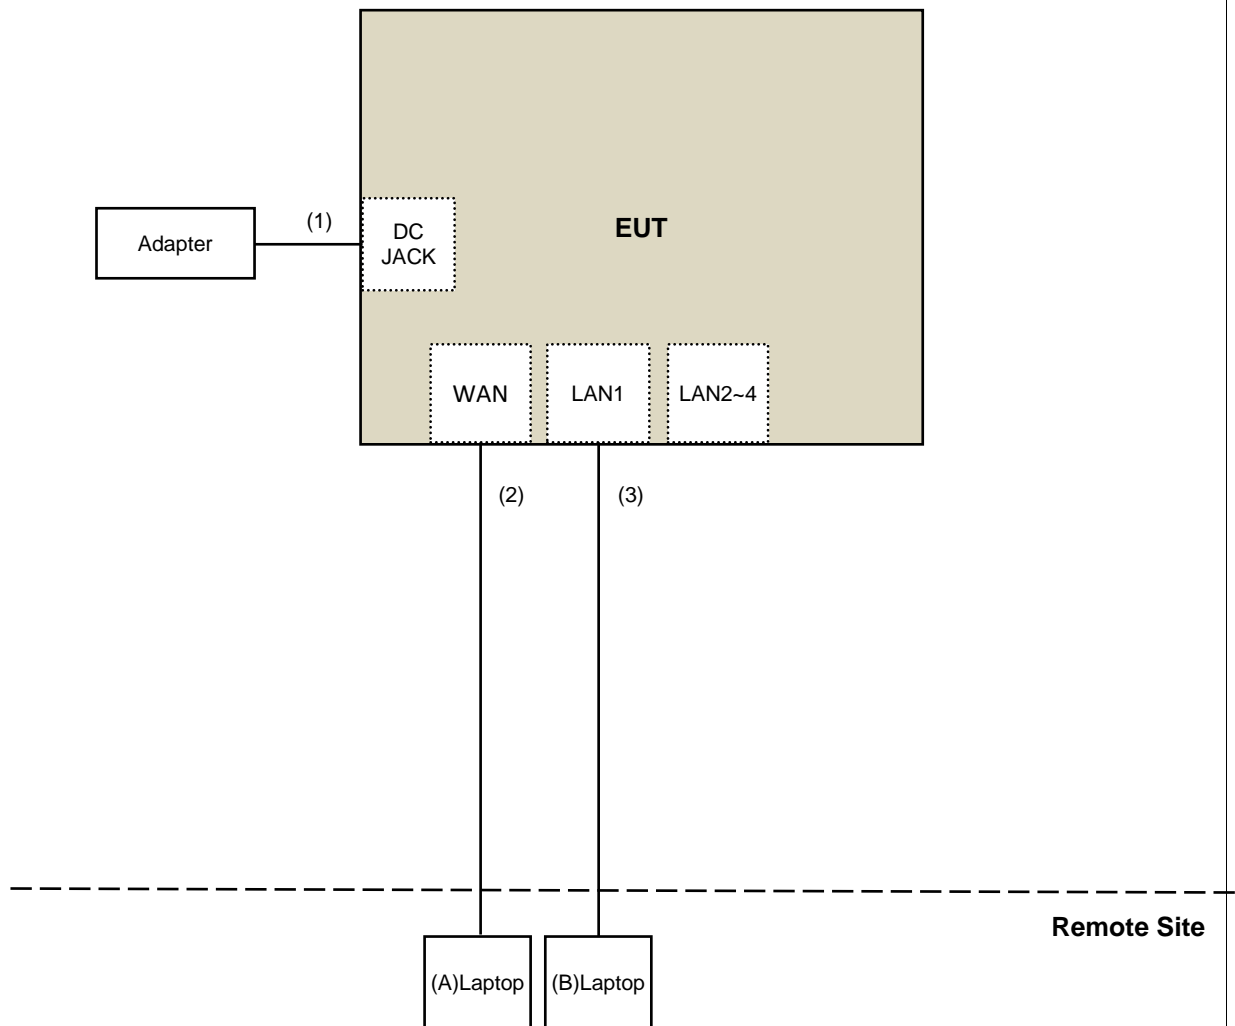 EUT
(1)
Adapter
DC
JACK
WAN
LAN1
LAN2~4
(2)
(3)
Remote Site
(A)Laptop
(B)Laptop